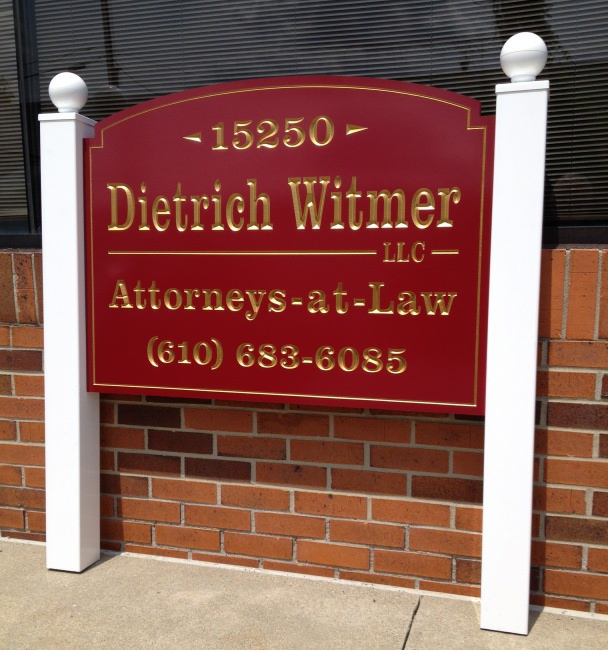 15250
Dietrich Witmer
LLC
Attorneys-at-Law
(610) 683-6085